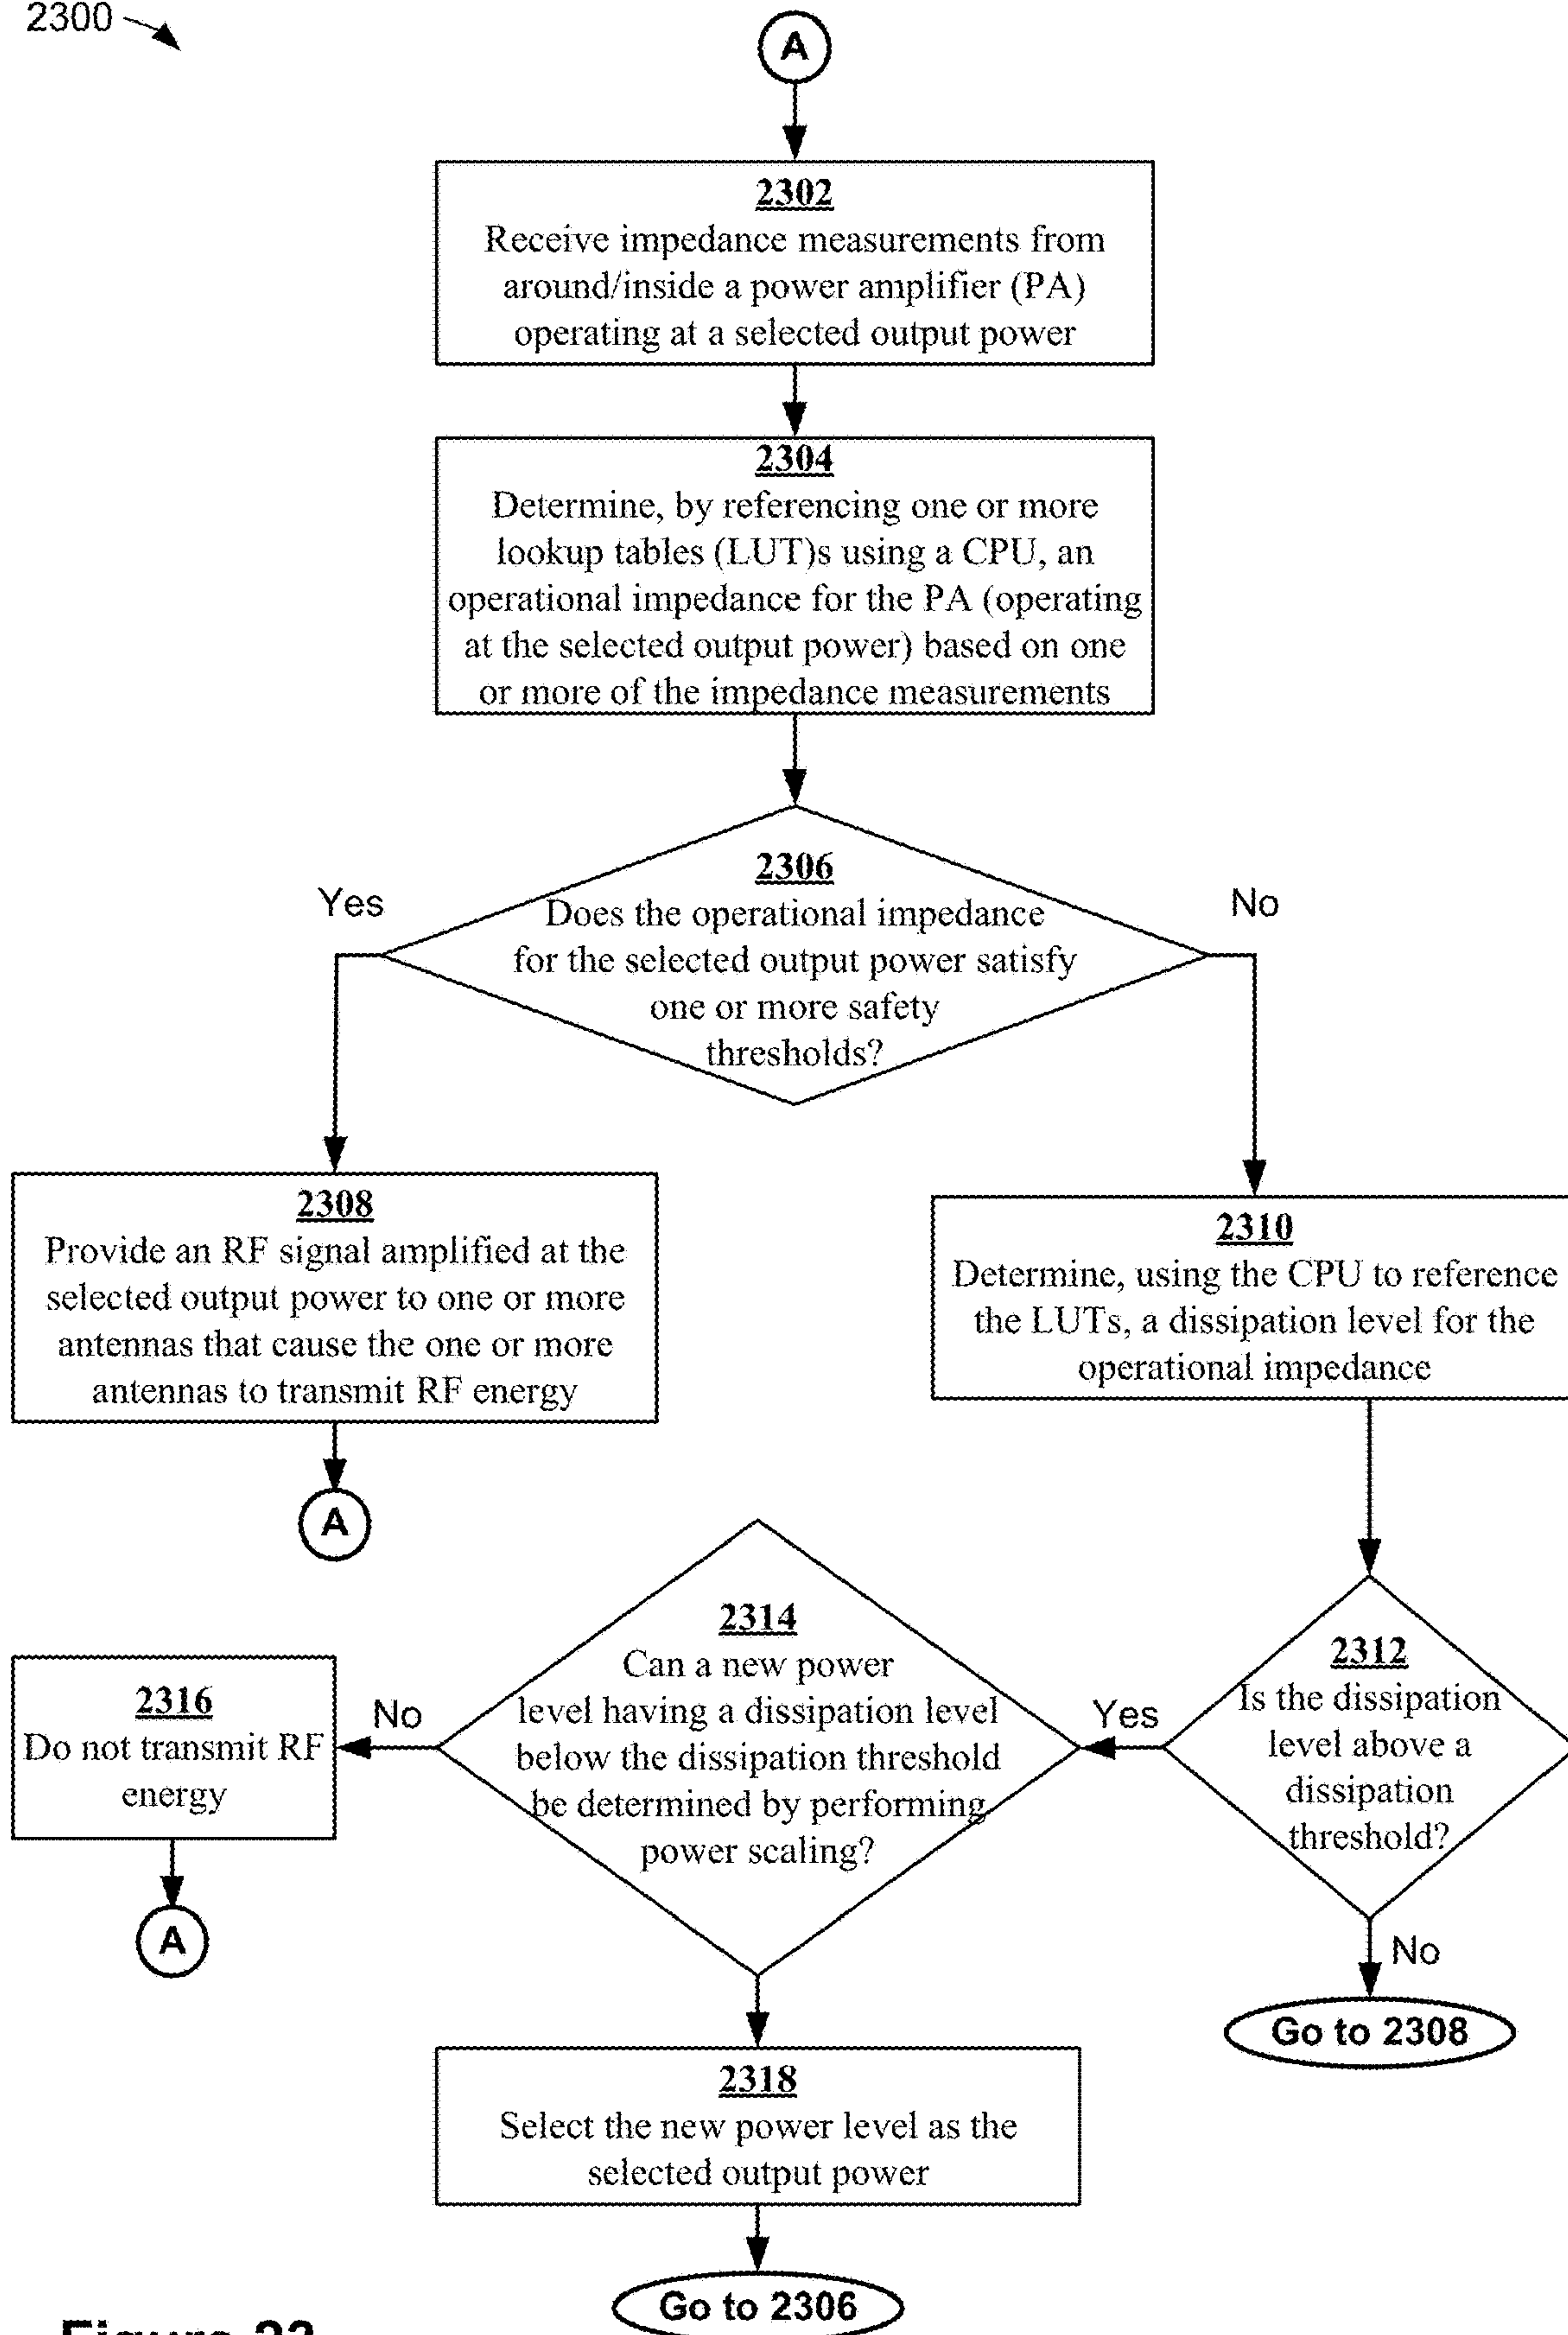 2300
A
2302
Receive impedance measurements from
around/inside a power amplifier (PA)
operating at a selected output power
2304
Determine, by referencing one or more
lookup tables (LUT)s using a CPU, an
operational impedance for the PA (operating
at the selected output power) based on one
or more of the impedance measurements
2306
Does the operational impedance
for the selected output power satisfy
one or more safety
thresholds?
Yes
No
2308
Provide an RF signal amplified at the
selected output power to one or more
antennas that cause the one or more
antennas to transmit RF energy
A
2310
Determine, using the CPU to reference
the LUTs, a dissipation level for the
operational impedance
2312
Is the dissipation
level above a
dissipation
threshold?
Yes
No
Go to 2308
2314
Can a new power
level having a dissipation level
below the dissipation threshold
be determined by performing
power scaling?
No
2316
Do not transmit RF
energy
A
2318
Select the new power level as the
selected output power
Go to 2306